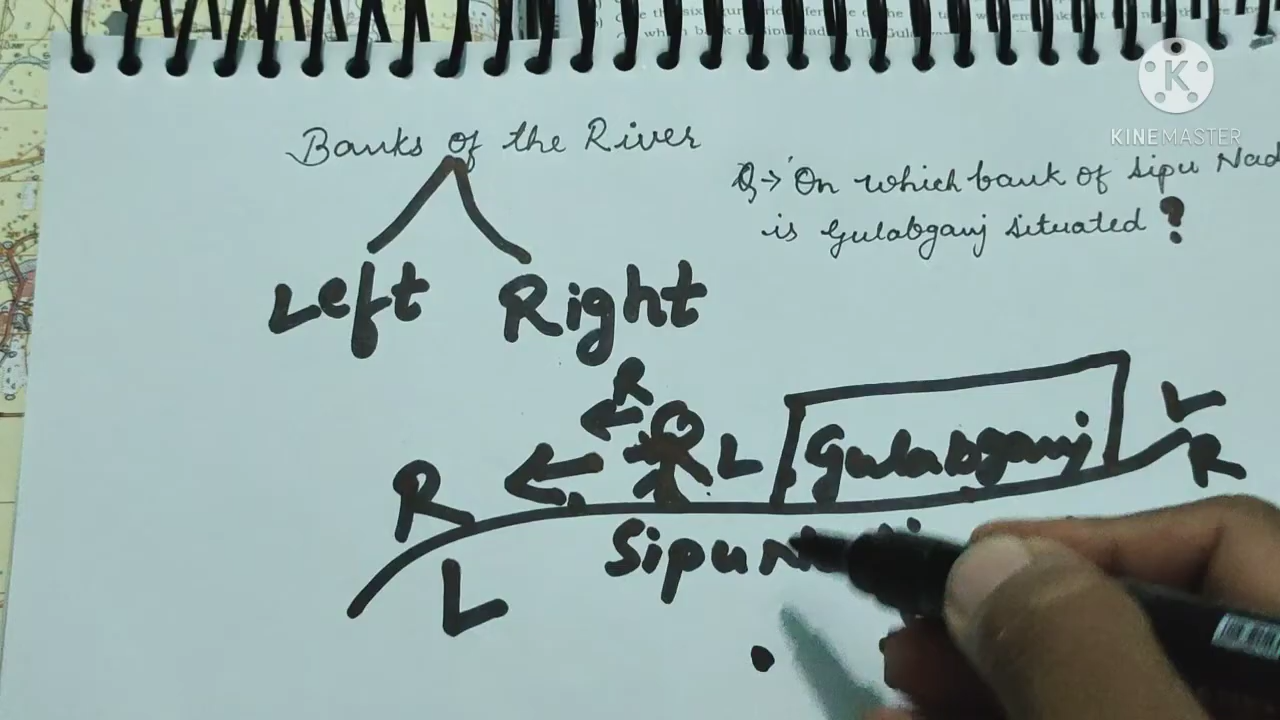 Banks of the River
Q→ On which bank of Sipu Nad
is Gulabganj situated ?
Left Right
R
R L Gulabganj L
R
Sipu
L
KINEMASTER